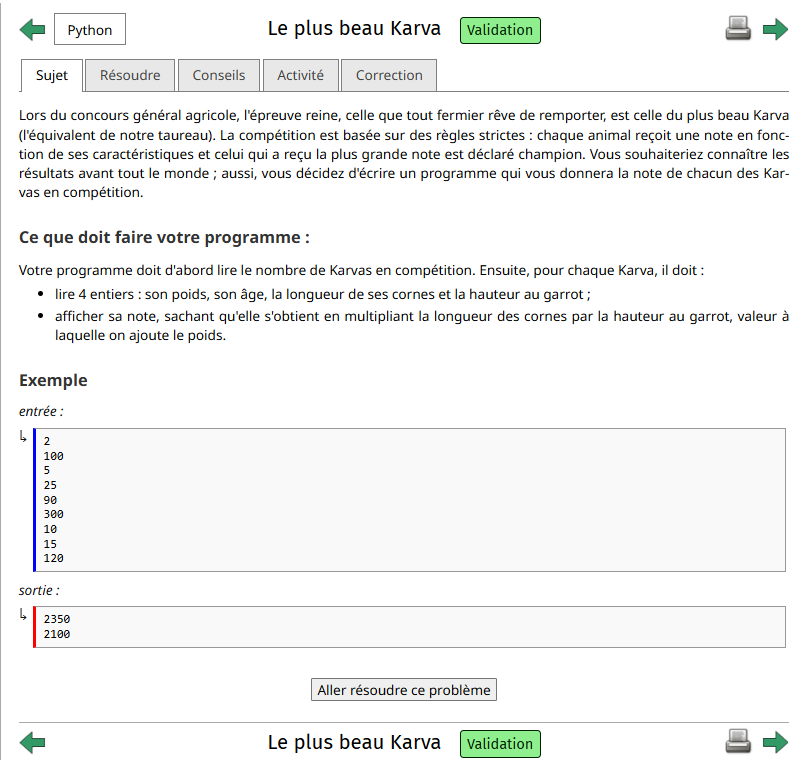 Python Le plus beau Karva Validation
Sujet Résoudre Conseils Activité Correction
Lors du concours général agricole, l'épreuve reine, celle que tout fermier rêve de remporter, est celle du plus beau Karva
(l'équivalent de notre taureau). La compétition est basée sur des règles strictes : chaque animal reçoit une note en fonc-
tion de ses caractéristiques et celui qui a reçu la plus grande note est déclaré champion. Vous souhaiteriez connaître les
résultats avant tout le monde ; aussi, vous décidez d'écrire un programme qui vous donnera la note de chacun des Kar-
vas en compétition.
Ce que doit faire votre programme :
Votre programme doit d'abord lire le nombre de Karvas en compétition. Ensuite, pour chaque Karva, il doit :
• lire 4 entiers : son poids, son âge, la longueur de ses cornes et la hauteur au garrot ;
• afficher sa note, sachant qu'elle s'obtient en multipliant la longueur des cornes par la hauteur au garrot, valeur à
laquelle on ajoute le poids.
Exemple
entrée :
2
100
5
25
90
300
10
15
120
sortie :
2350
2100
Aller résoudre ce problème
Le plus beau Karva Validation